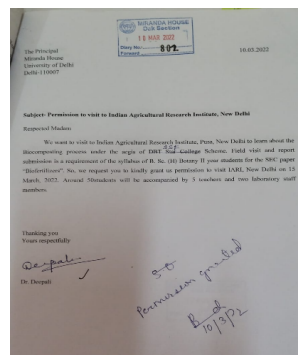 MIRANDA HOUSE
Dak Section
10 MAR 2022
Diary No. 802
Forward
The Principal
10.03.2022
Miranda House
University of Delhi
Delhi-110007
Subject- Permission to visit to Indian Agricultural Research Institute, New Delhi
Respected Madam,
We want to visit to Indian Agricultural Research Institute, Pusa, New Delhi to learn about the
Biocomposting process under the aegis of DBT Star College Scheme. Field visit and report
admission is a requirement of the syllabus of B. Sc. (H) Botany II year students for the SEC paper
"Biofertilizers". So, we request you to kindly grant us permission to visit IARI, New Delhi on 15
March, 2022. Around 50students will be accompanied by 3 teachers and two laboratory staff
members.
Thanking you
Yours respectfully
Deepali
Dr. Deepali
Permission granted
10/3/22